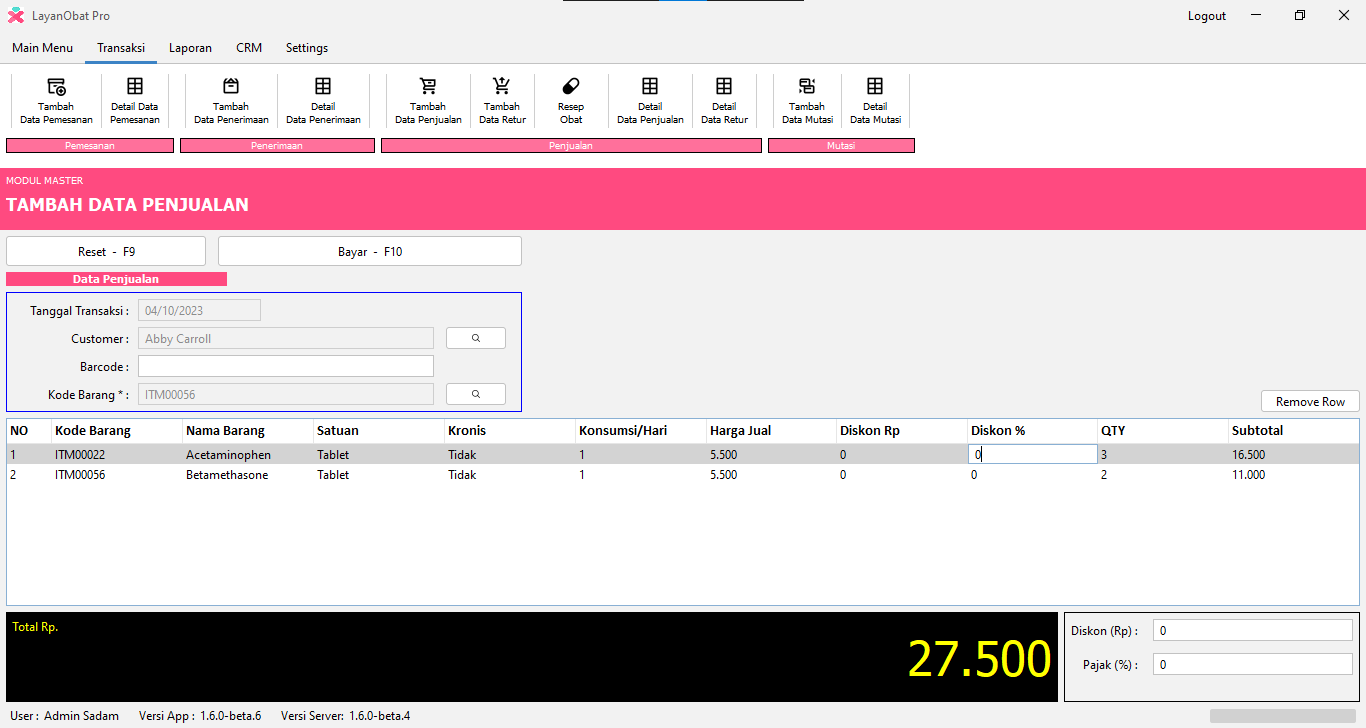 LayanObat Pro
Logout
Main Menu Transaksi Laporan CRM Settings
Tambah Data Pemesanan
Detail Data Pemesanan
Tambah Data Penerimaan
Detail Data Penerimaan
Tambah Data Penjualan
Tambah Data Retur
Resep Obat
Detail Data Penjualan
Detail Data Retur
Tambah Data Mutasi
Detail Data Mutasi
Pemesanan Penerimaan Penjualan Mutasi
MODUL MASTER
TAMBAH DATA PENJUALAN
Reset - F9 Bayar - F10
Data Penjualan
Tanggal Transaksi : 04/10/2023
Customer : Abby Carroll
Barcode :
Kode Barang * : ITM00056
Remove Row
NO Kode Barang Nama Barang Satuan Kronis Konsumsi/Hari Harga Jual Diskon Rp Diskon % QTY Subtotal
1 ITM00022 Acetaminophen Tablet Tidak 1 5.500 0 0 3 16.500
2 ITM00056 Betamethasone Tablet Tidak 1 5.500 0 0 2 11.000
Total Rp.
27.500
Diskon (Rp) : 0
Pajak (%) : 0
User : Admin Sadam Versi App : 1.6.0-beta.6 Versi Server: 1.6.0-beta.4